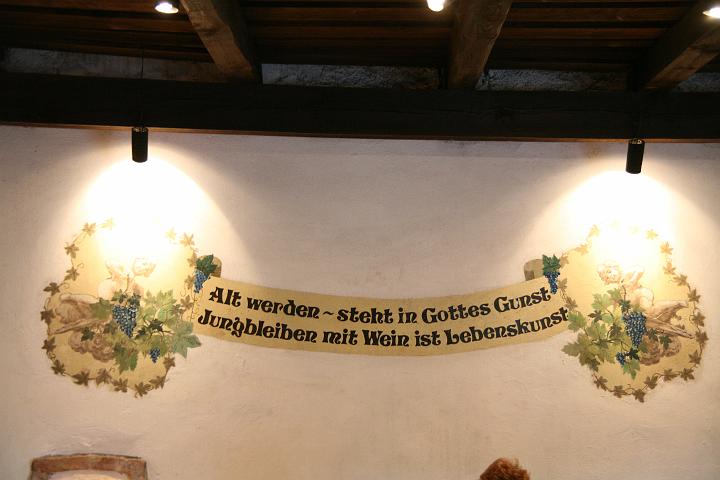 Alt werden ~ steht in Gottes Gunst
Jungbleiben mit Wein ist Lebenskunst